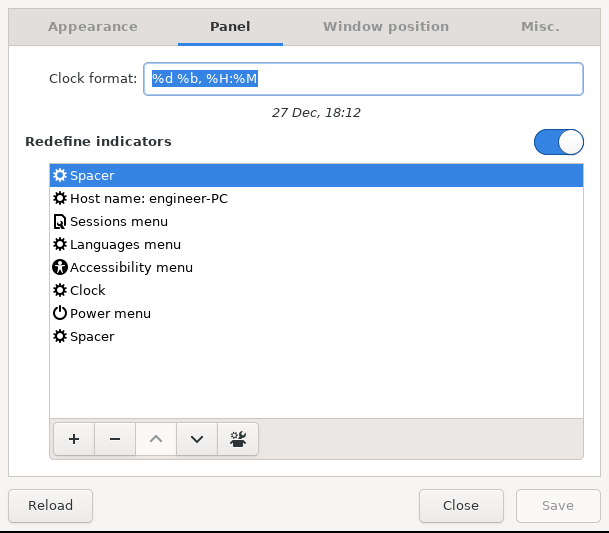 Appearance Panel Window position Misc.
Clock format: %d %b, %H:%M
27 Dec, 18:12
Redefine indicators
Spacer
Host name: engineer-PC
Sessions menu
Languages menu
Accessibility menu
Clock
Power menu
Spacer
Reload Close Save